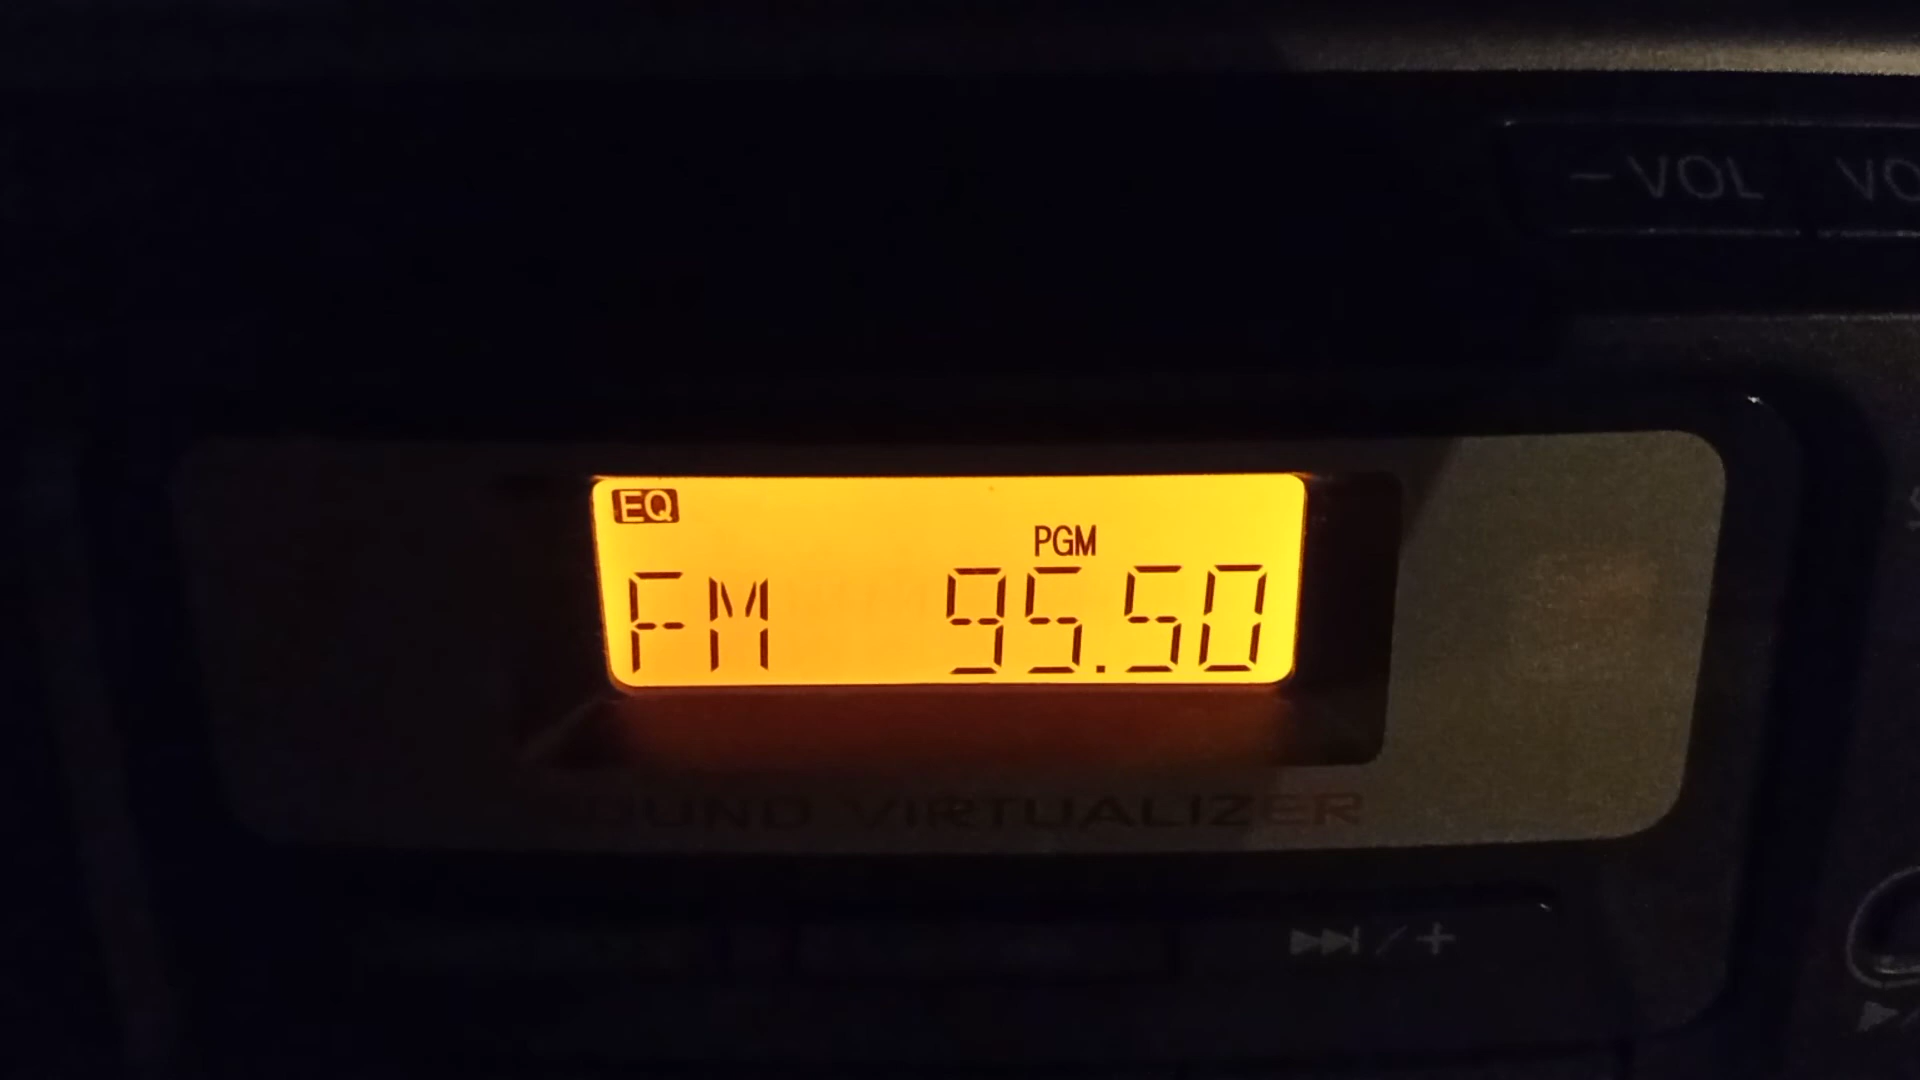 - VOL VO
EQ
PGM
FM 95.50
SOUND VIRTUALIZER
⏭/+